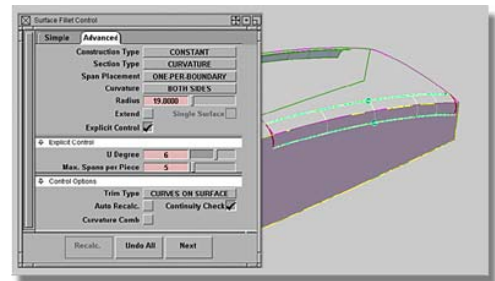 Surface Fillet Control
Simple Advanced
Construction Type CONSTANT
Section Type CURVATURE
Span Placement ONE-PER-BOUNDARY
Curvature BOTH SIDES
Radius 19.0000
Extend Single Surface
Explicit Control
Explicit Control
U Degree 6
Max. Spans per Piece 5
Control Options
Trim Type CURVES ON SURFACE
Auto Recalc. Continuity Check
Curvature Comb
Recalc. Undo All Next